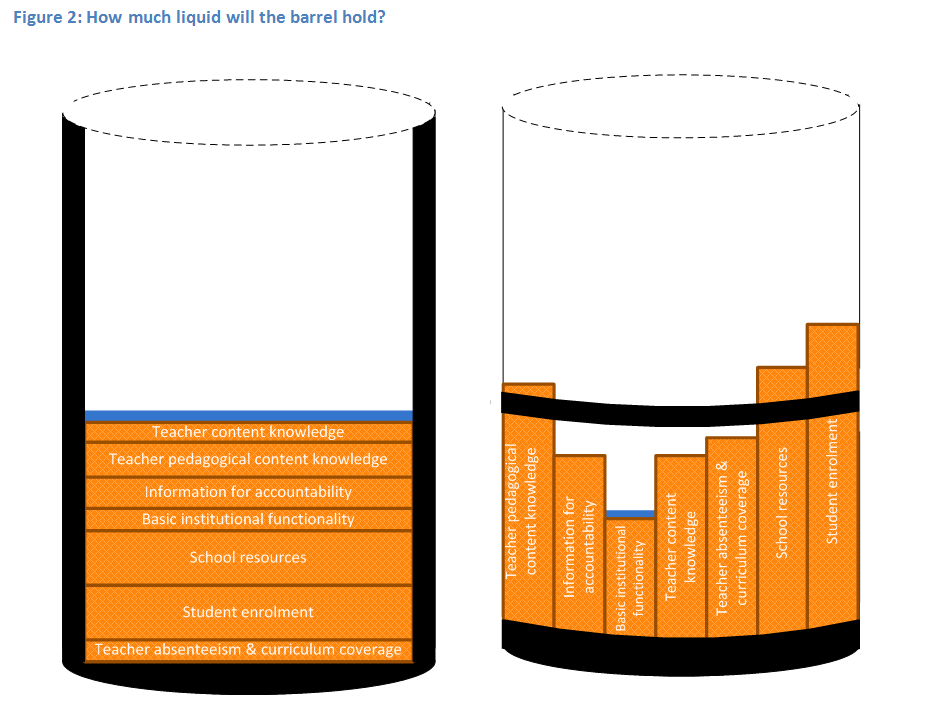 Figure 2: How much liquid will the barrel hold?
Teacher content knowledge
Teacher pedagogical content knowledge
Information for accountability
Basic institutional functionality
School resources
Student enrolment
Teacher absenteeism & curriculum coverage
Teacher pedagogical
content knowledge
Information for
accountability
Basic institutional
functionality
Teacher content
knowledge
Teacher absenteeism &
curriculum coverage
School resources
Student enrolment